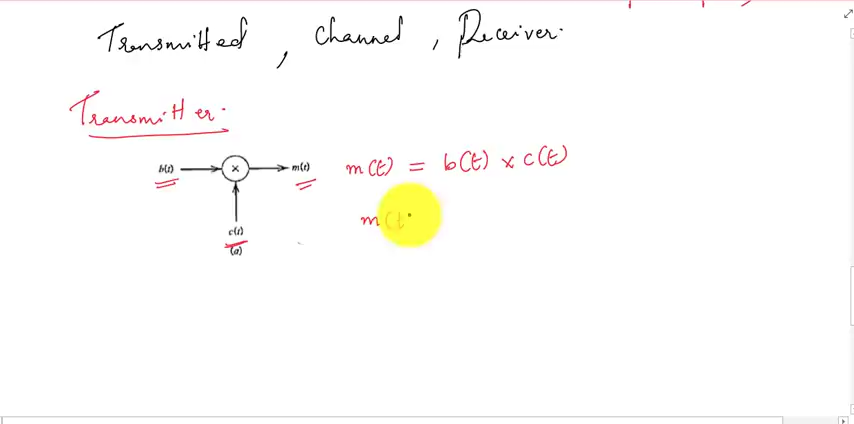 Transmitted, Channel, Receiver.
Transmitter.
b(t) × m(t) m(t) = b(t) × c(t)
m(t
c(t)
(a)